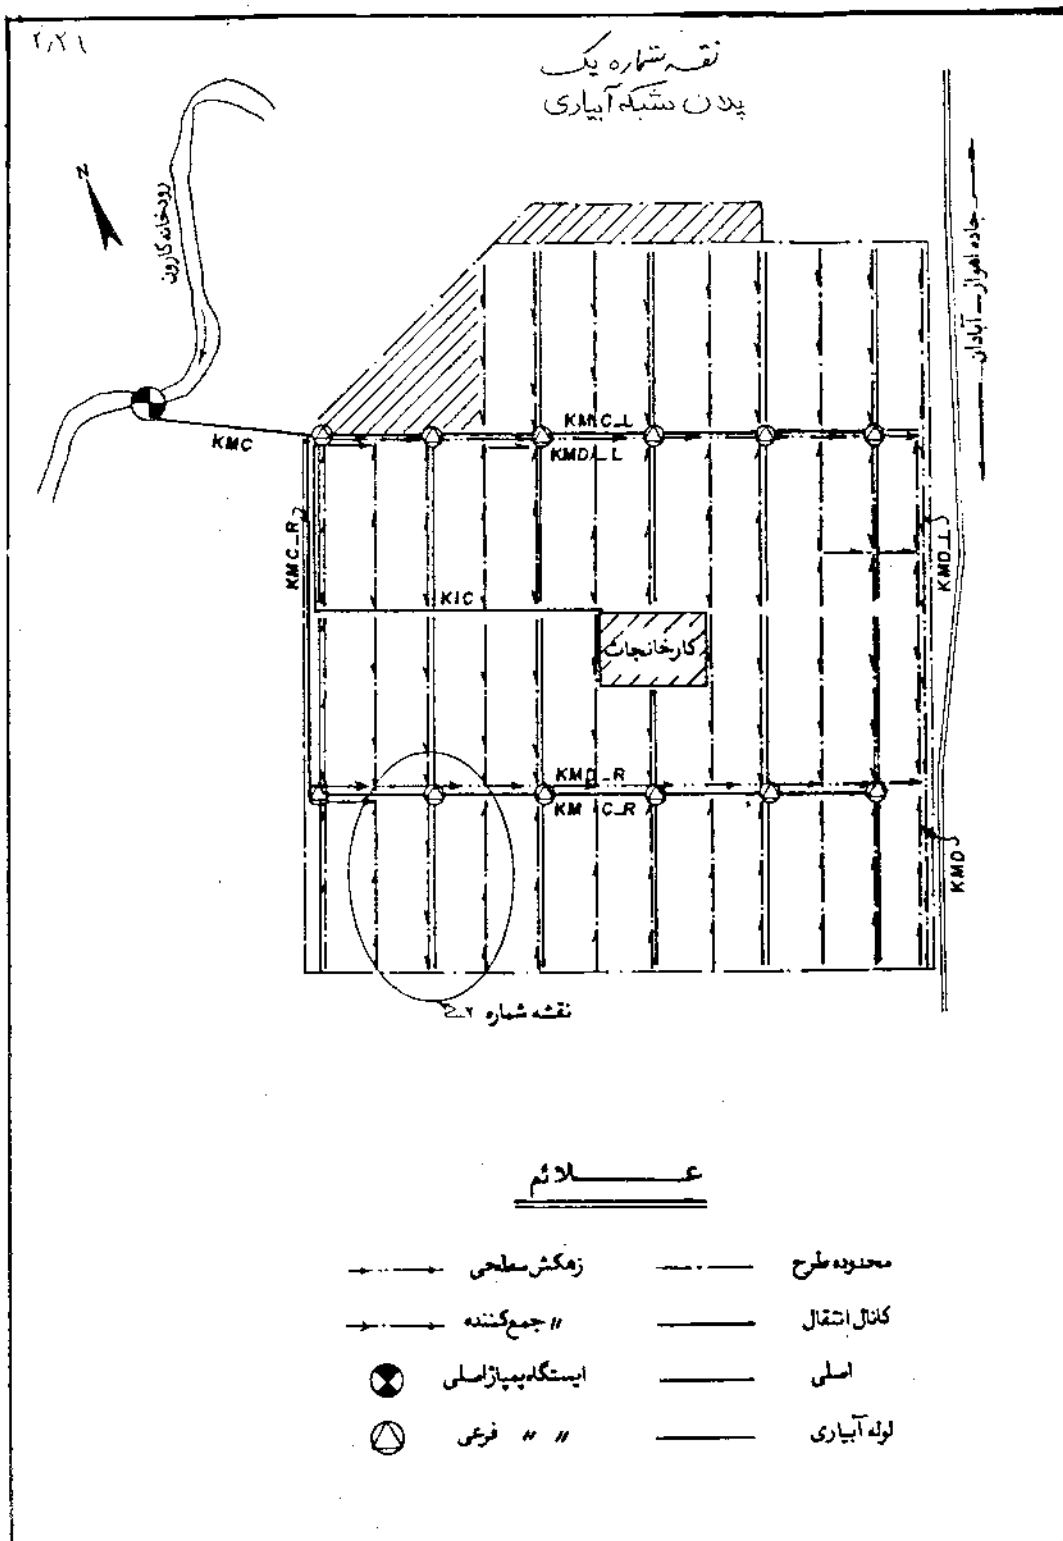 ۲،۲۱
نقشه شماره یک
پلان شبکه آبیاری
N
رودخانه کارون
جاده اهواز - آبادان
KMC
KMC_L
KMD_L
KMC_R
KIC
KMD_L
کارخانجات
KMD_R
KMC_R
KMD
نقشه شماره ۲
علائم
محدوده طرح
زهکش سطحی
کانال انتقال
〃 جمع کننده
اصلی
ایستگاه پمپاژ اصلی
لوله آبیاری
〃 〃 فرعی